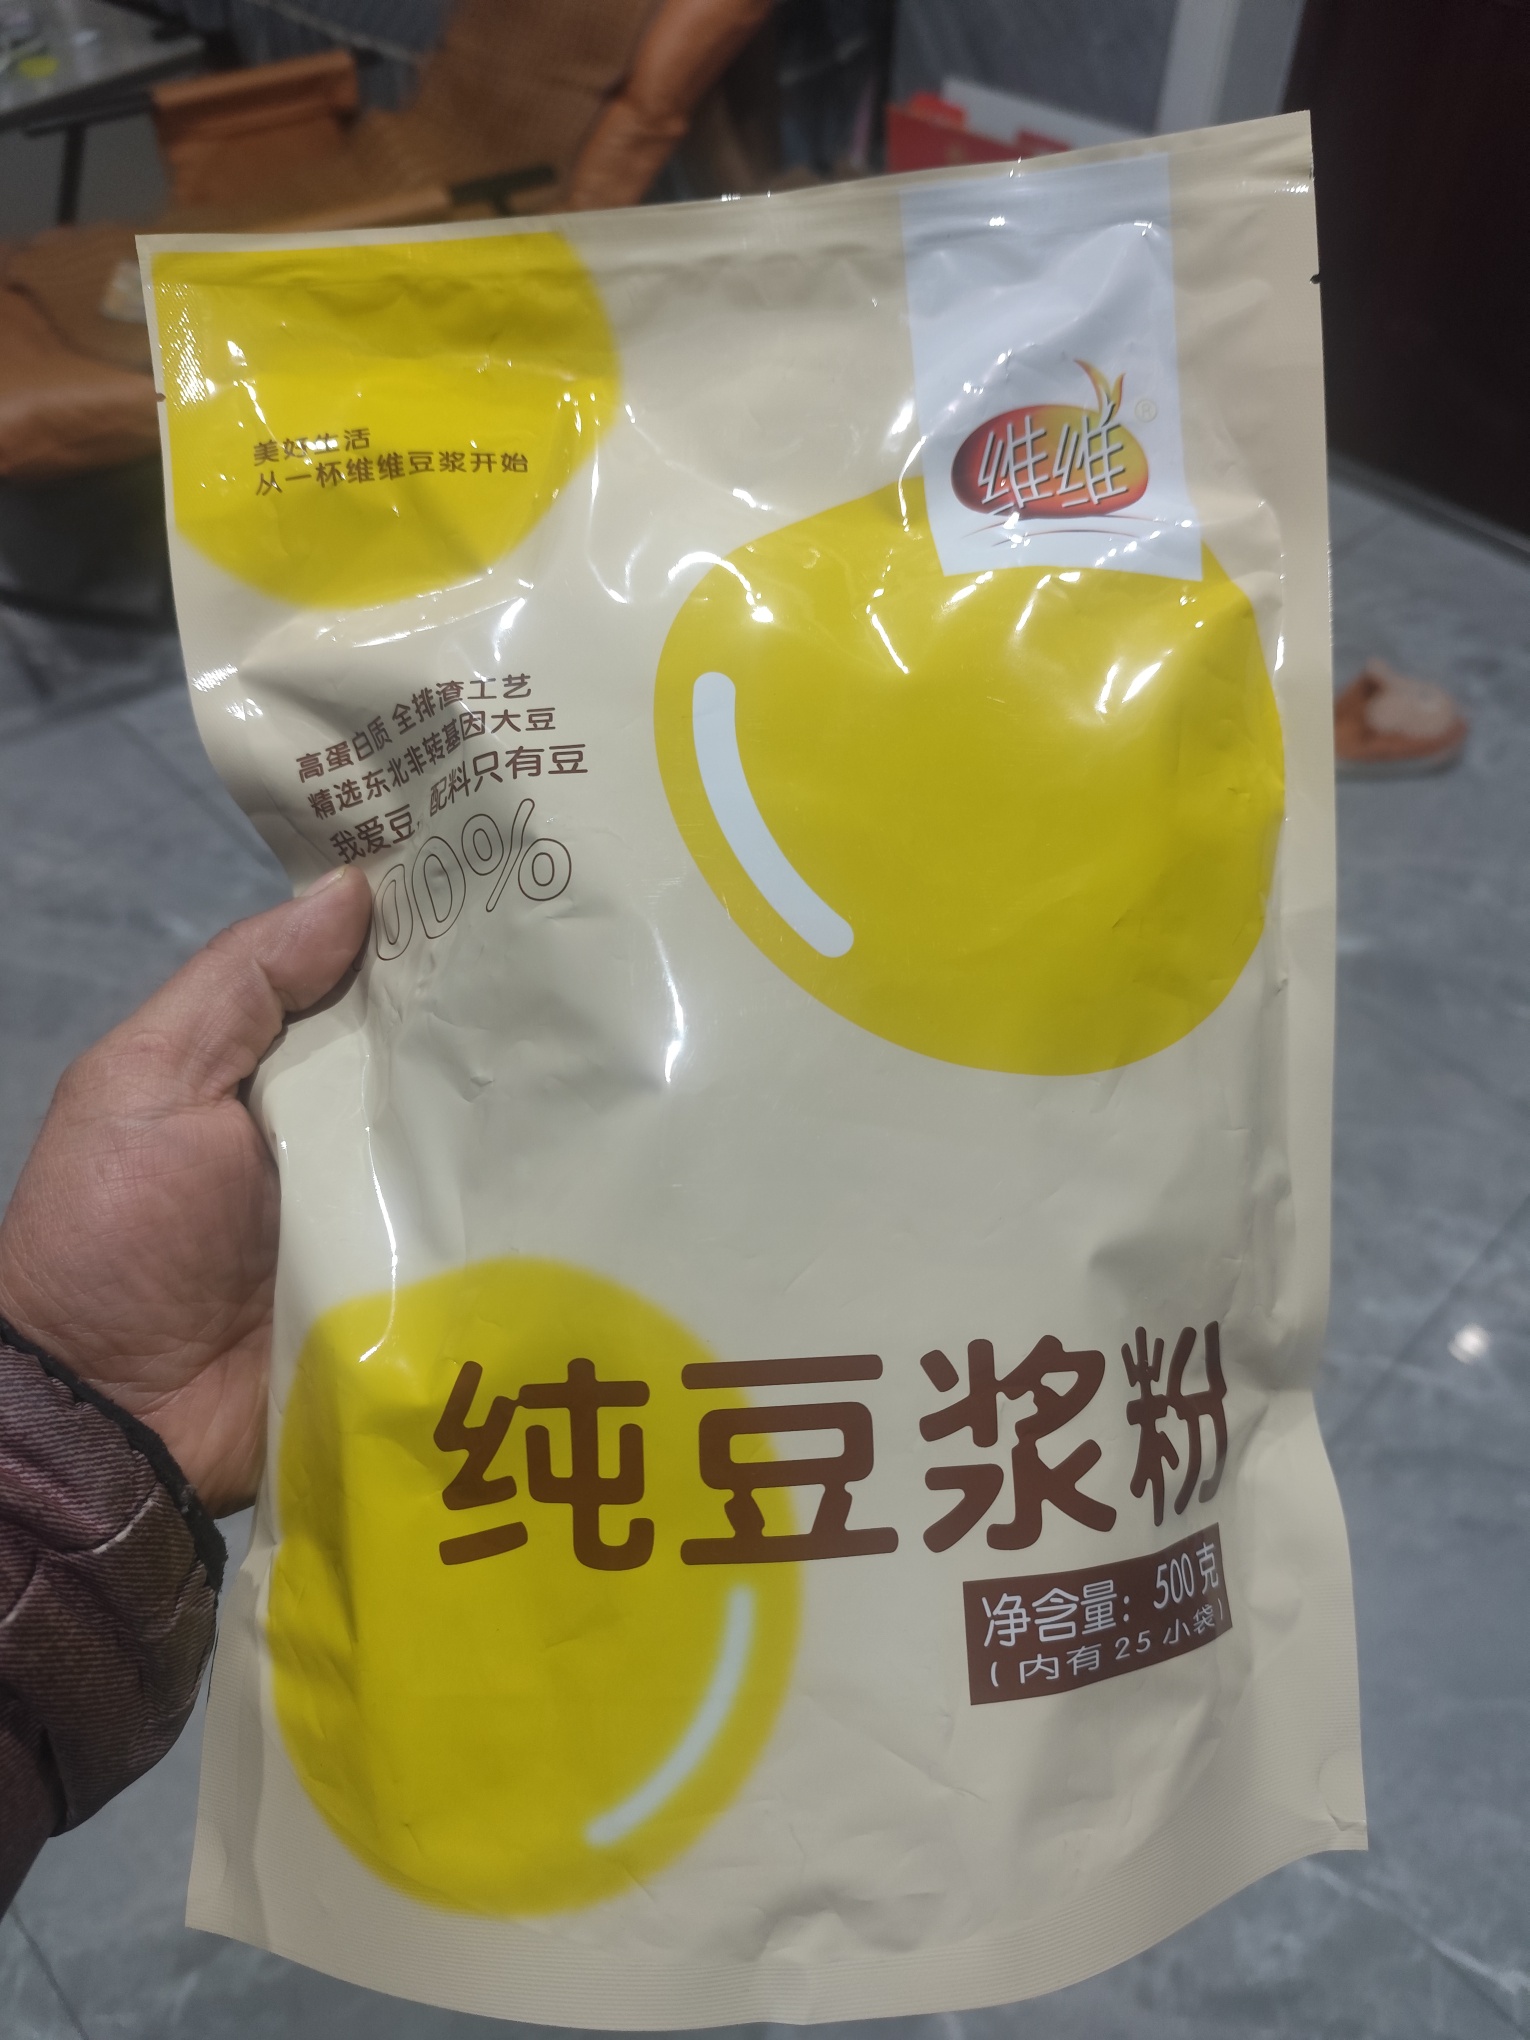 美好生活
从一杯维维豆浆开始
维维®
高蛋白质 全排渣工艺
精选东北非转基因大豆
我爱豆,配料只有豆
00%
纯豆浆粉
净含量：500克
(内有25小袋)